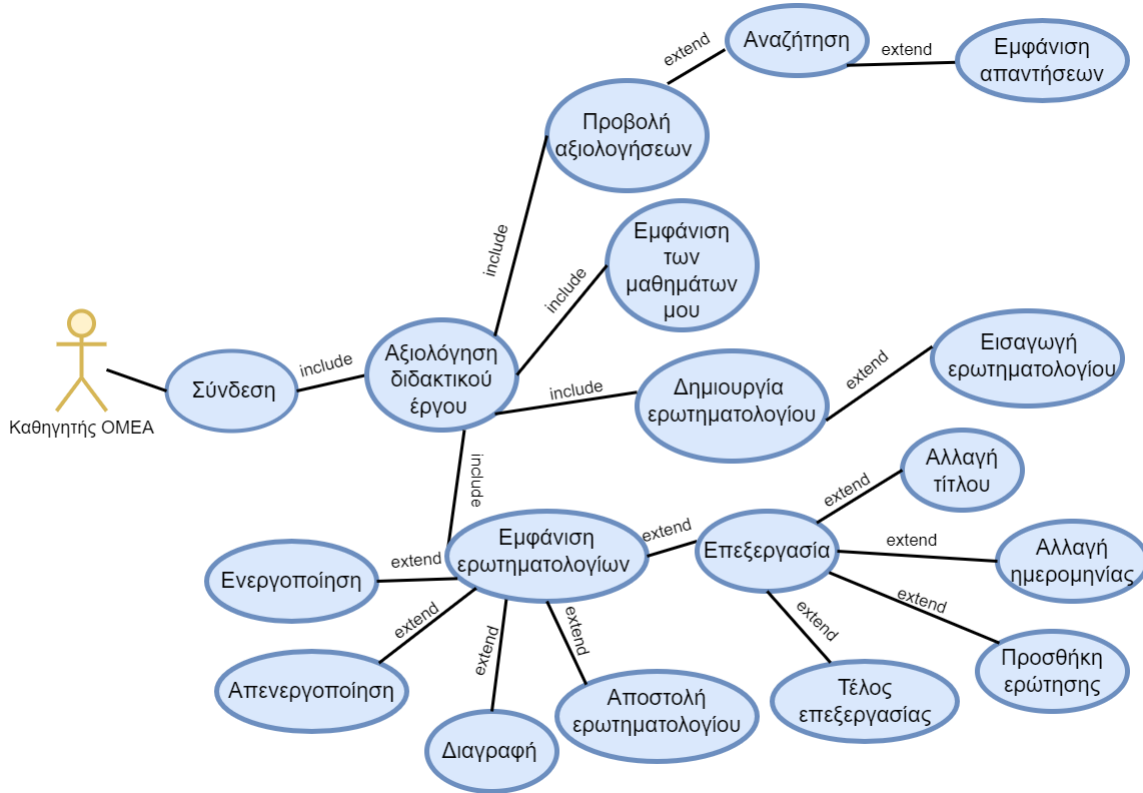 extend
Αναζήτηση
extend
Εμφάνιση
απαντήσεων
Προβολή
αξιολογήσεων
include
Εμφάνιση
των
μαθημάτων
μου
include
Καθηγητής ΟΜΕΑ
Σύνδεση
include
Αξιολόγηση
διδακτικού
έργου
include
Δημιουργία
ερωτηματολογίου
extend
Εισαγωγή
ερωτηματολογίου
include
Εμφάνιση
ερωτηματολογίων
extend
Επεξεργασία
extend
Αλλαγή
τίτλου
extend
Αλλαγή
ημερομηνίας
extend
Προσθήκη
ερώτησης
extend
Τέλος
επεξεργασίας
extend
Ενεργοποίηση
extend
Απενεργοποίηση
extend
Διαγραφή
extend
Αποστολή
ερωτηματολογίου